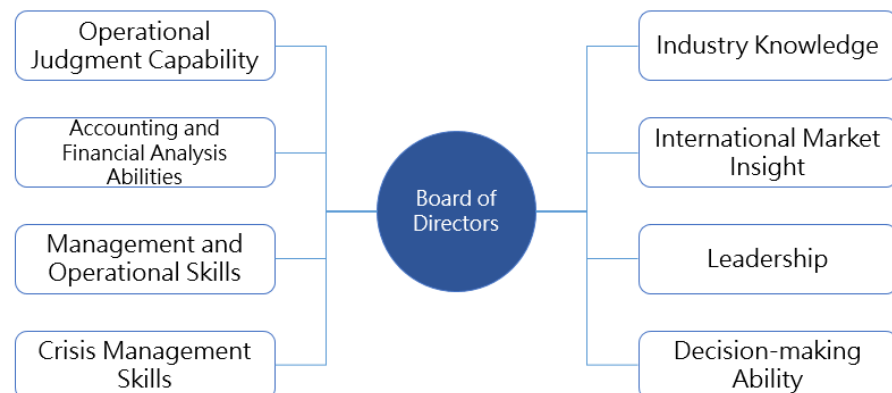 Operational
Judgment Capability
Accounting and
Financial Analysis
Abilities
Management and
Operational Skills
Crisis Management
Skills
Board of
Directors
Industry Knowledge
International Market
Insight
Leadership
Decision-making
Ability